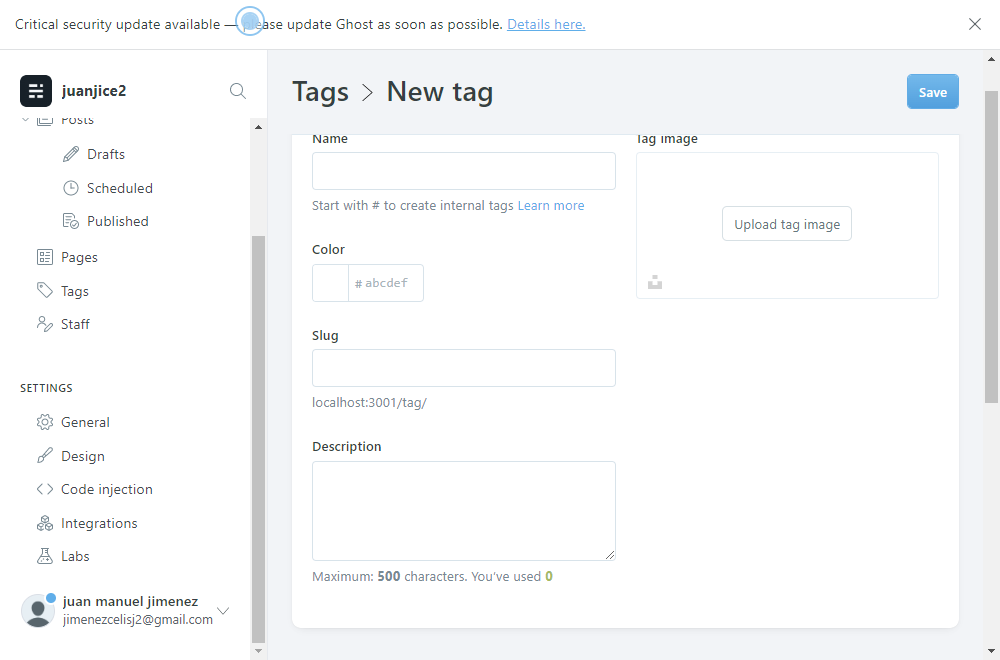 Critical security update available — please update Ghost as soon as possible. Details here.
juanjice2
Posts
Drafts
Scheduled
Published
Pages
Tags
Staff
SETTINGS
General
Design
Code injection
Integrations
Labs
juan manuel jimenez
jimenezcelisj2@gmail.com
Tags > New tag
Save
Name
Start with # to create internal tags Learn more
Color
# abcdef
Slug
localhost:3001/tag/
Description
Maximum: 500 characters. You've used 0
Tag image
Upload tag image